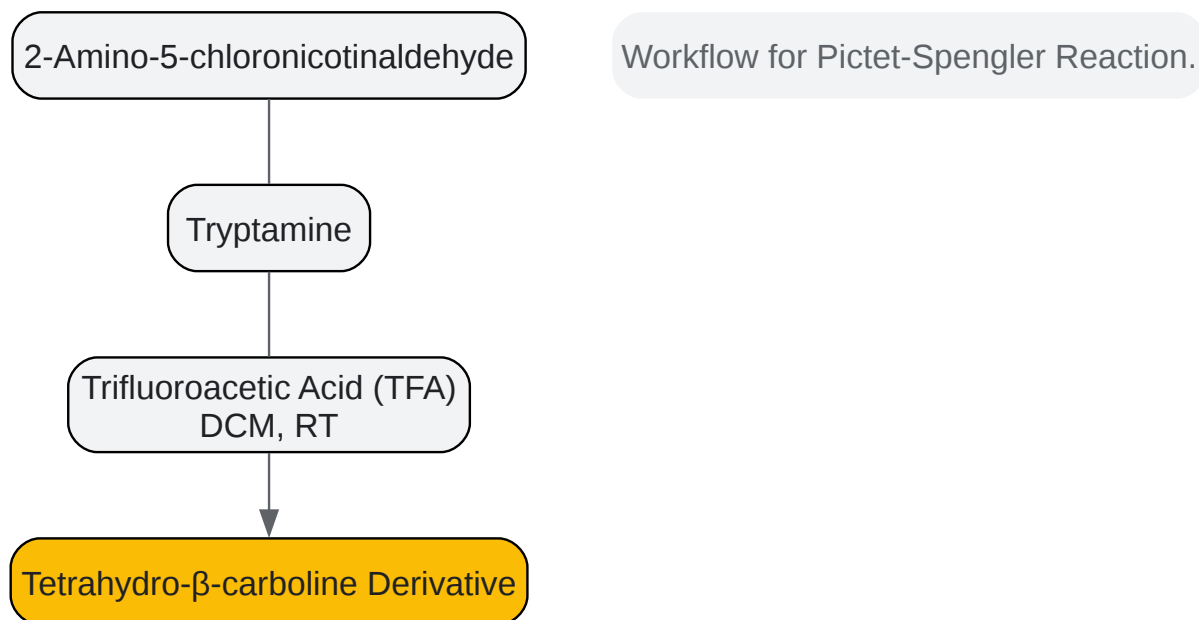 2-Amino-5-chloronicotinaldehyde
Workflow for Pictet-Spengler Reaction.
Tryptamine
Trifluoroacetic Acid (TFA)
DCM, RT
Tetrahydro-β-carboline Derivative